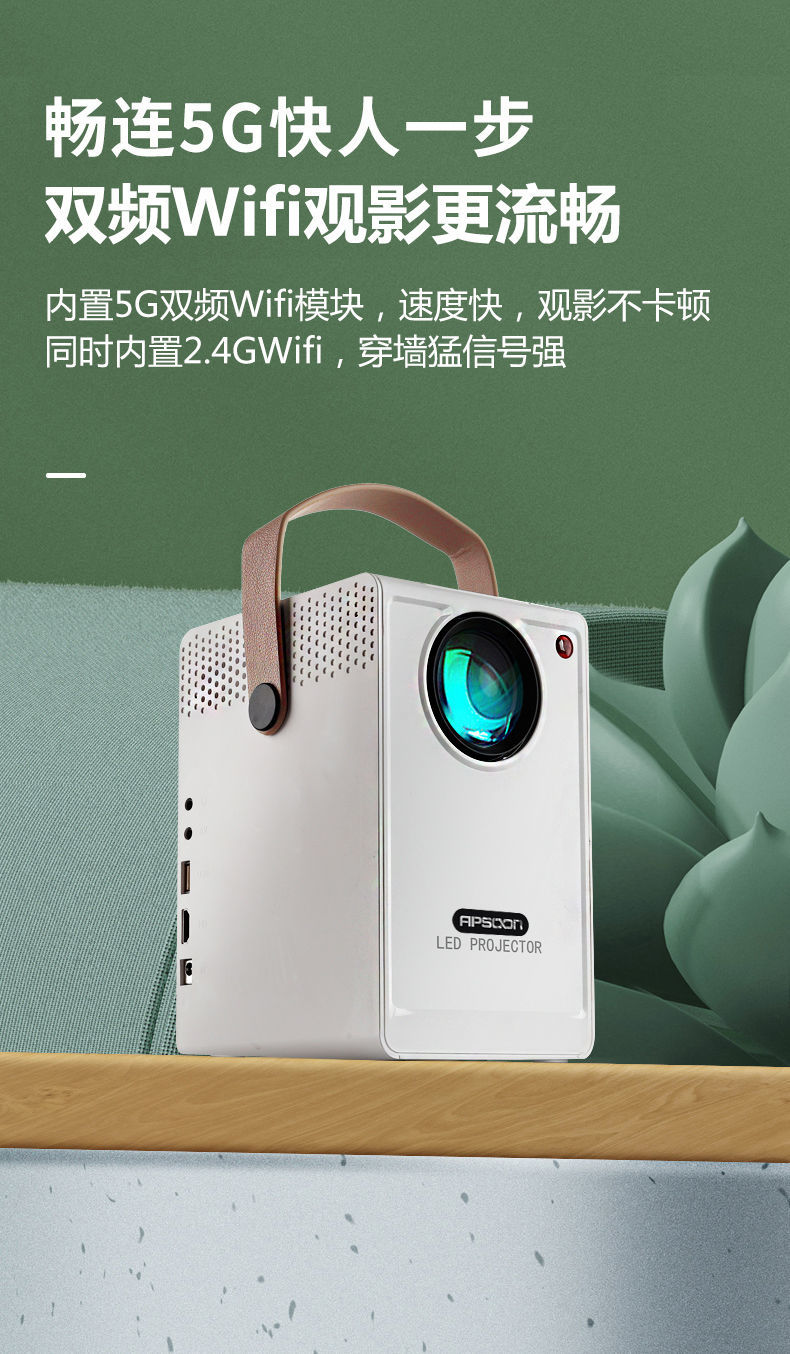 畅连5G快人一步
双频Wifi观影更流畅
内置5G双频Wifi模块，速度快，观影不卡顿
同时内置2.4GWifi，穿墙猛信号强
APSOON
LED PROJECTOR